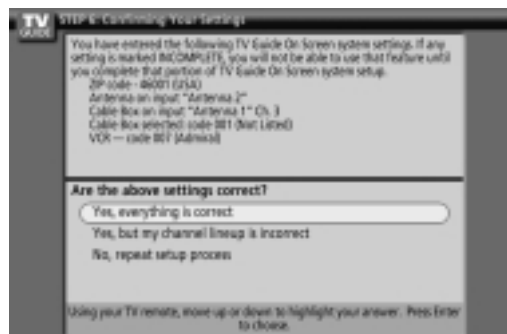 TV
GUIDE
STEP 6: Confirming Your Settings
You have entered the following TV Guide On Screen system settings. If any
setting is marked INCOMPLETE, you will not be able to use that feature until
you complete that portion of TV Guide On Screen system setup.
ZIP code - 46001 (USA)
Antenna on input "Antenna 2"
Cable Box on input "Antenna 1" Ch. 3
Cable Box selected: code 001 (Not Listed)
VCR — code 007 (Admiral)
Are the above settings correct?
Yes, everything is correct
Yes, but my channel lineup is incorrect
No, repeat setup process
Using your TV remote, move up or down to highlight your answer. Press Enter
to choose.